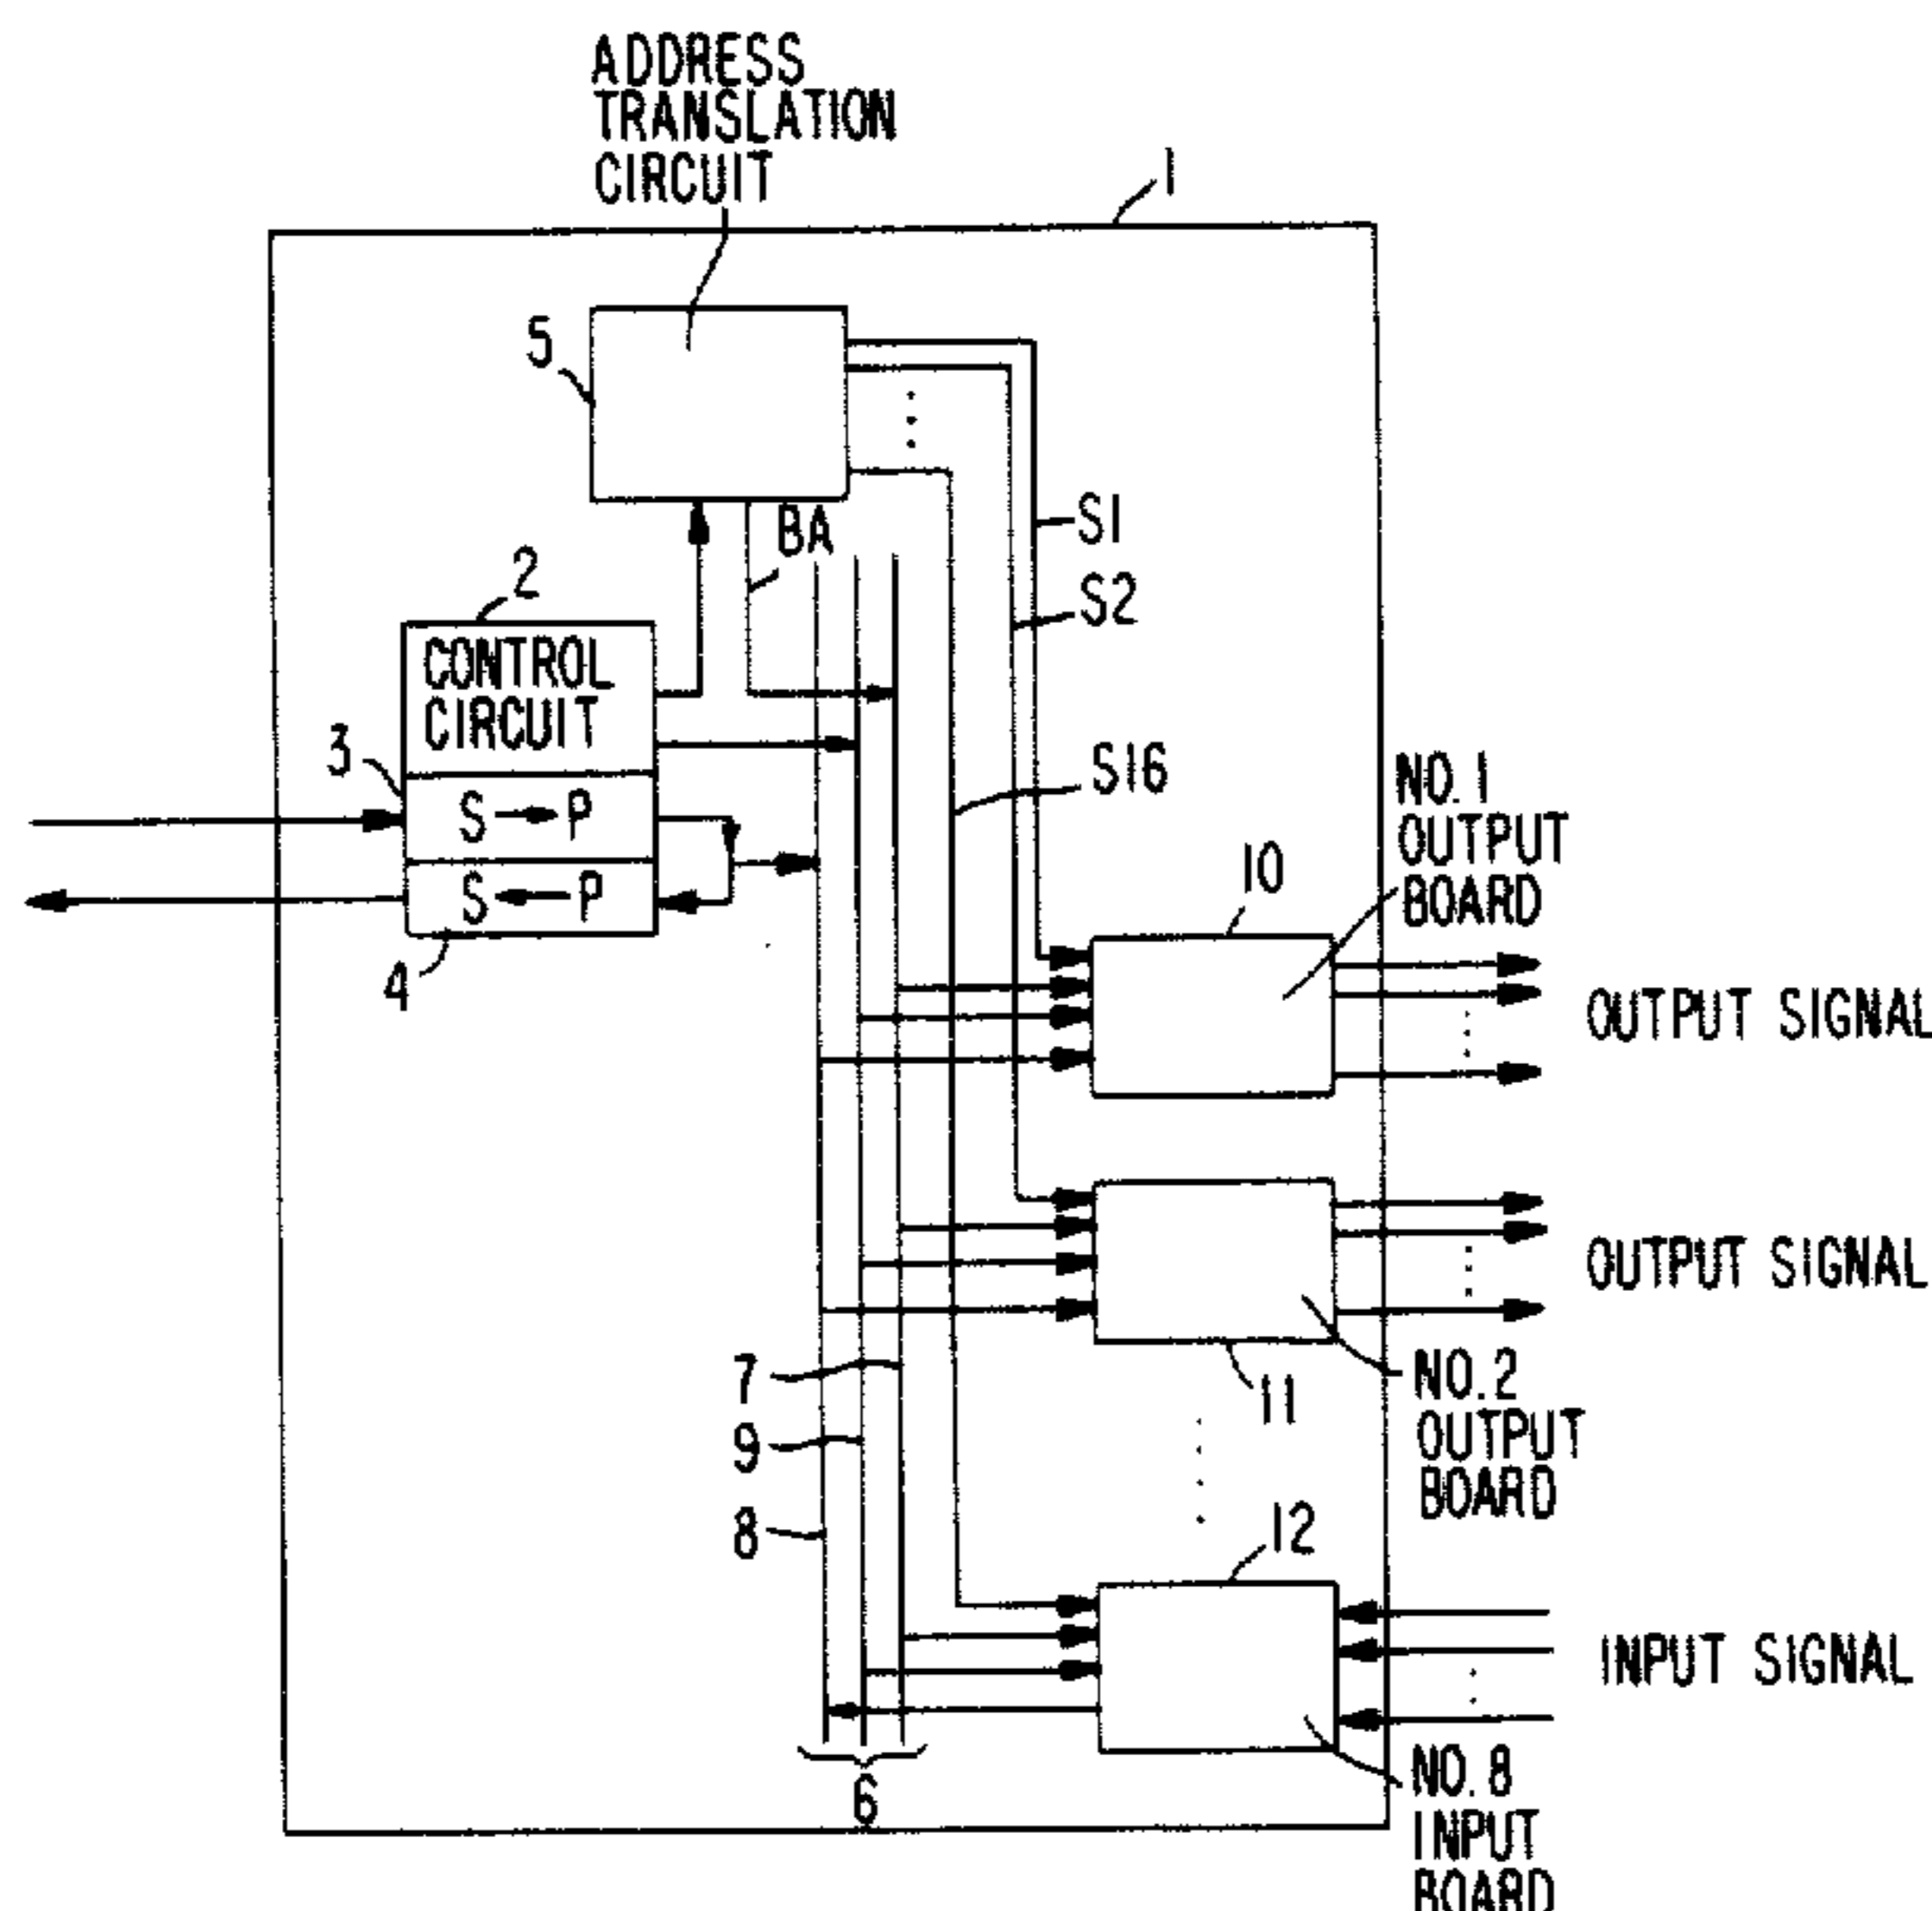 ADDRESS
TRANSLATION
CIRCUIT
1
5
BA
S1
2
S2
CONTROL
CIRCUIT
3
S16
NO. 1
OUTPUT
BOARD
S → P
10
S ← P
4
OUTPUT SIGNAL
OUTPUT SIGNAL
7
11
NO. 2
OUTPUT
BOARD
9
8
12
INPUT SIGNAL
6
NO. 8
INPUT
BOARD